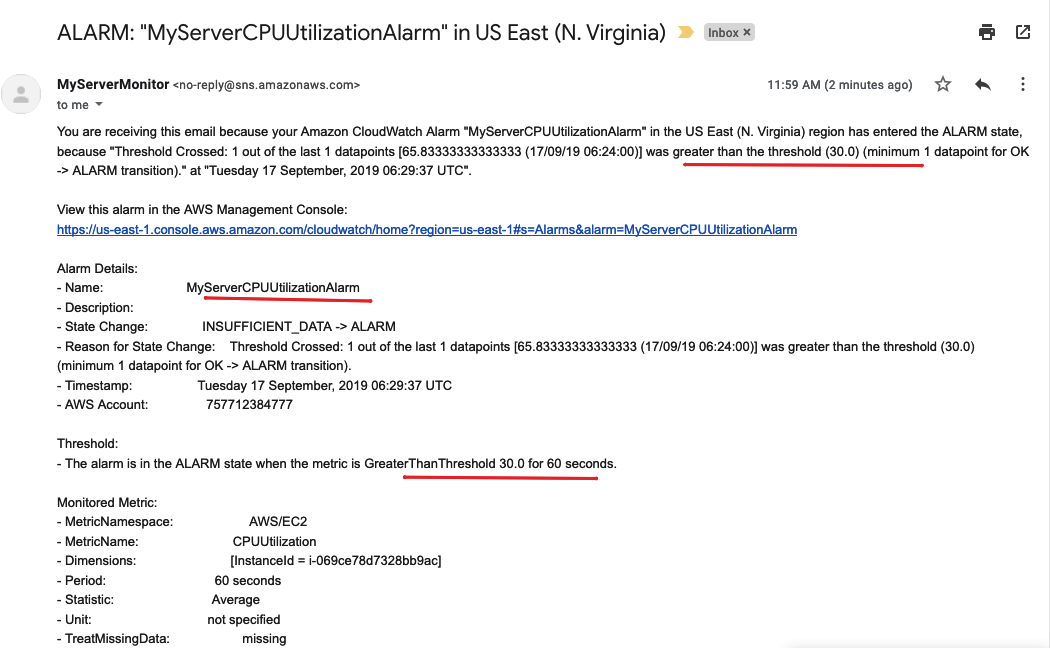 ALARM: "MyServerCPUUtilizationAlarm" in US East (N. Virginia) Inbox ×
MyServerMonitor <no-reply@sns.amazonaws.com> 11:59 AM (2 minutes ago)
to me
You are receiving this email because your Amazon CloudWatch Alarm "MyServerCPUUtilizationAlarm" in the US East (N. Virginia) region has entered the ALARM state,
because "Threshold Crossed: 1 out of the last 1 datapoints [65.83333333333333 (17/09/19 06:24:00)] was greater than the threshold (30.0) (minimum 1 datapoint for OK
-> ALARM transition)." at "Tuesday 17 September, 2019 06:29:37 UTC".
View this alarm in the AWS Management Console:
https://us-east-1.console.aws.amazon.com/cloudwatch/home?region=us-east-1#s=Alarms&alarm=MyServerCPUUtilizationAlarm
Alarm Details:
- Name: MyServerCPUUtilizationAlarm
- Description:
- State Change: INSUFFICIENT_DATA -> ALARM
- Reason for State Change: Threshold Crossed: 1 out of the last 1 datapoints [65.83333333333333 (17/09/19 06:24:00)] was greater than the threshold (30.0)
(minimum 1 datapoint for OK -> ALARM transition).
- Timestamp: Tuesday 17 September, 2019 06:29:37 UTC
- AWS Account: 757712384777
Threshold:
- The alarm is in the ALARM state when the metric is GreaterThanThreshold 30.0 for 60 seconds.
Monitored Metric:
- MetricNamespace: AWS/EC2
- MetricName: CPUUtilization
- Dimensions: [InstanceId = i-069ce78d7328bb9ac]
- Period: 60 seconds
- Statistic: Average
- Unit: not specified
- TreatMissingData: missing